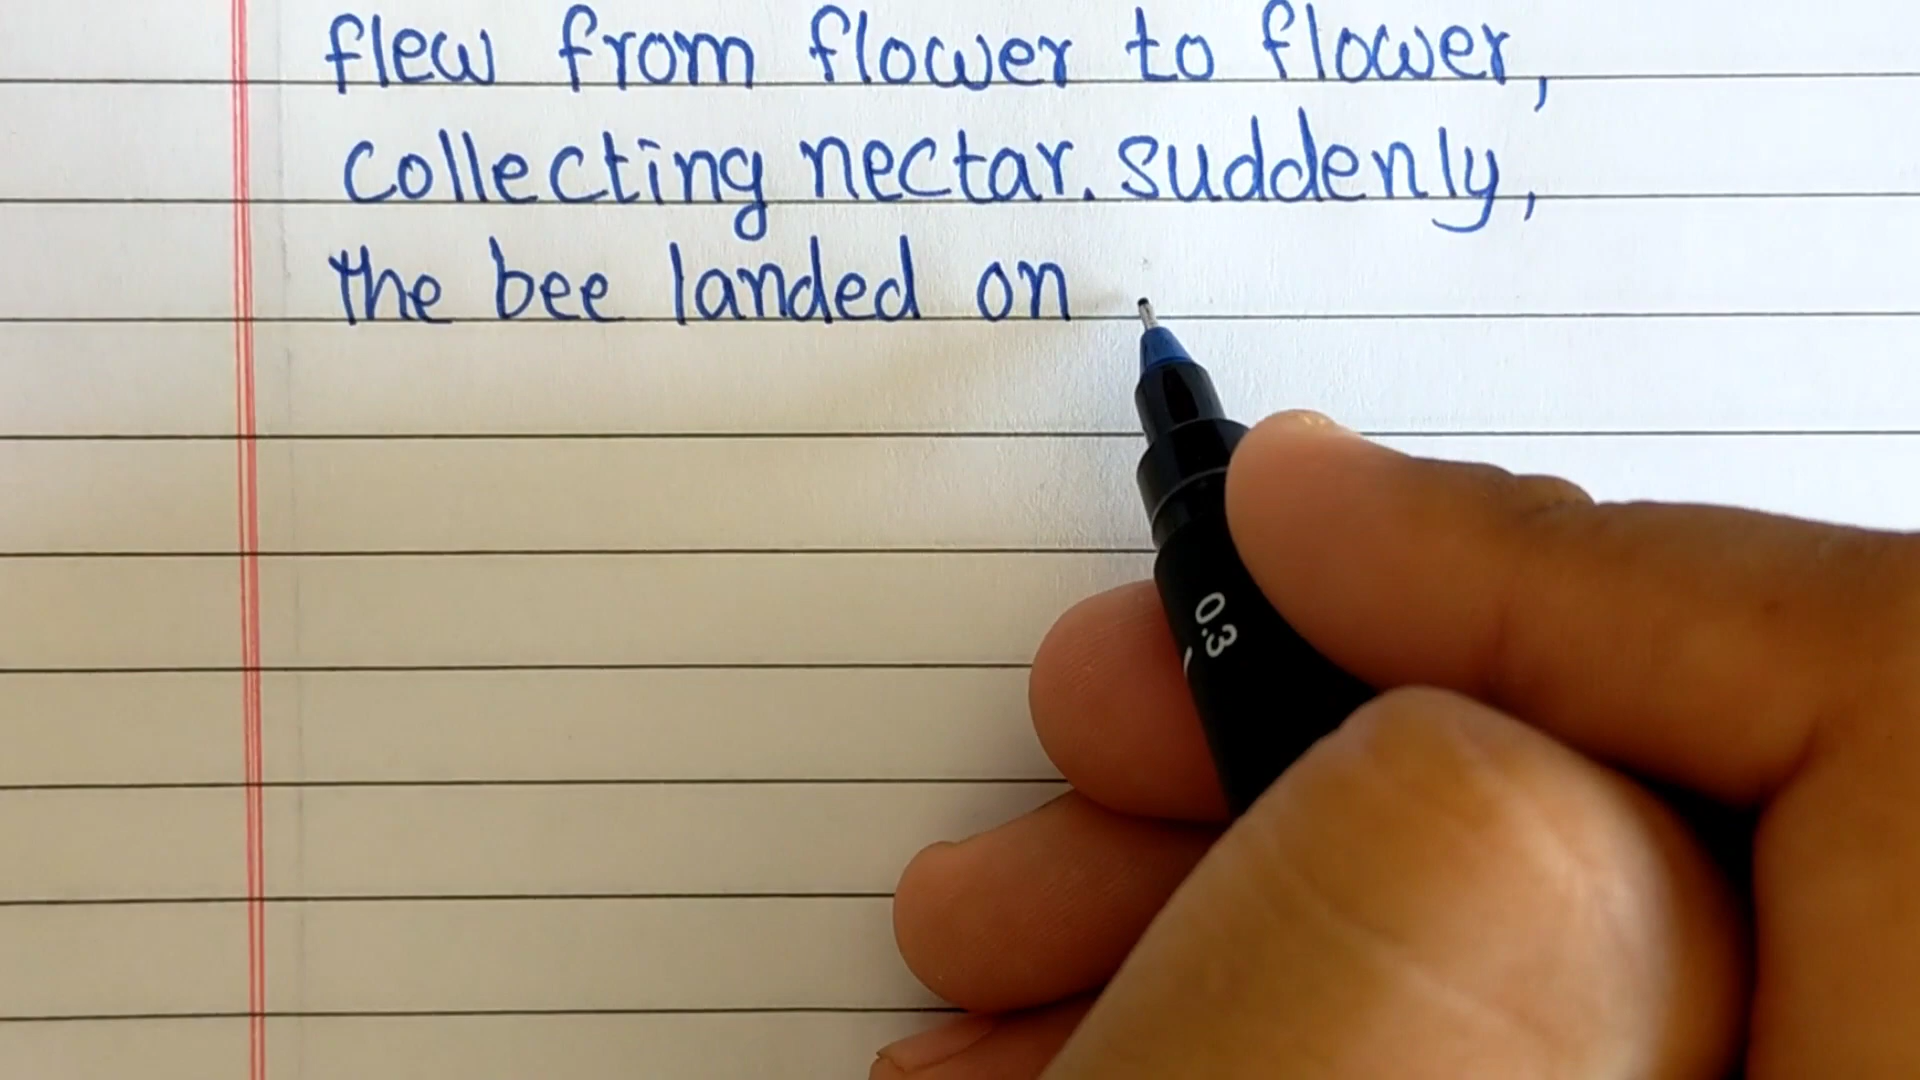 flew from flower to flower,
collecting nectar. suddenly,
the bee landed on
0.3